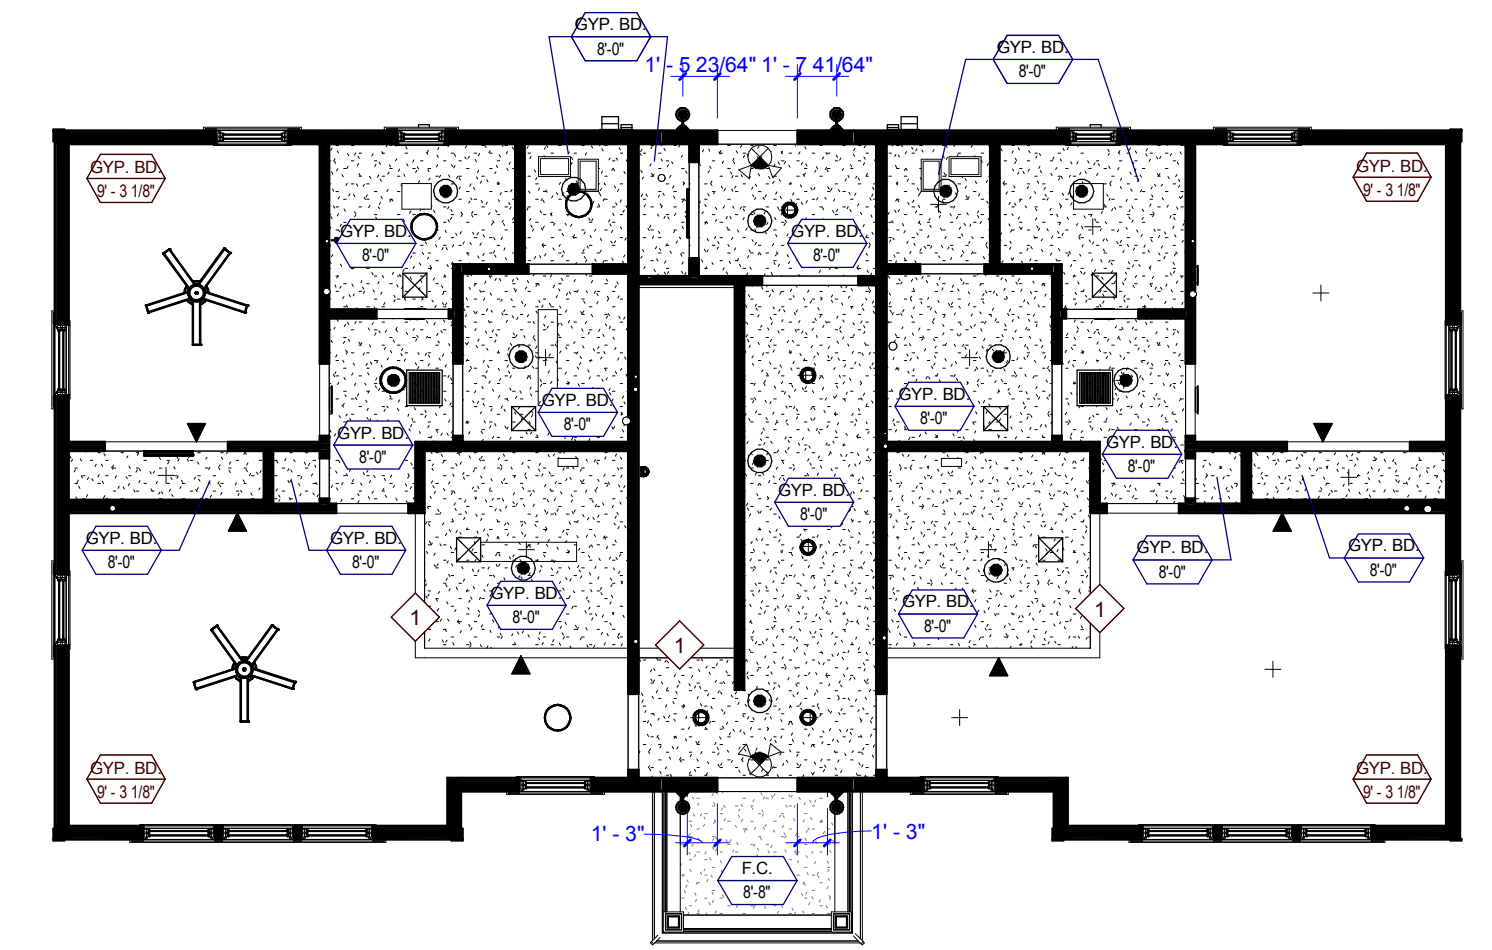 GYP. BD.
8'-0"
1' - 5 23/64"
1' - 7 41/64"
GYP. BD.
8'-0"
GYP. BD.
9' - 3 1/8"
GYP. BD.
9' - 3 1/8"
GYP. BD.
8'-0"
GYP. BD.
8'-0"
GYP. BD.
8'-0"
GYP. BD.
8'-0"
GYP. BD.
8'-0"
GYP. BD.
8'-0"
GYP. BD.
8'-0"
GYP. BD.
8'-0"
GYP. BD.
8'-0"
GYP. BD.
8'-0"
GYP. BD.
8'-0"
GYP. BD.
8'-0"
GYP. BD.
8'-0"
GYP. BD.
8'-0"
1
1
1
GYP. BD.
9' - 3 1/8"
GYP. BD.
9' - 3 1/8"
1' - 3"
1' - 3"
F.C.
8'-8"